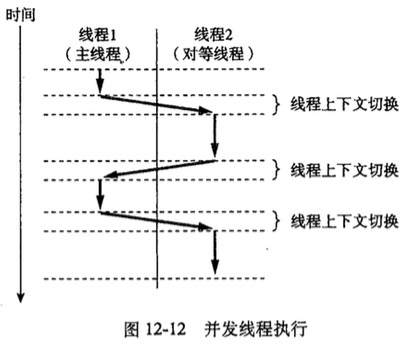 时间
线程1
（主线程）
线程2
（对等线程）
线程上下文切换
线程上下文切换
线程上下文切换
图 12-12 并发线程执行